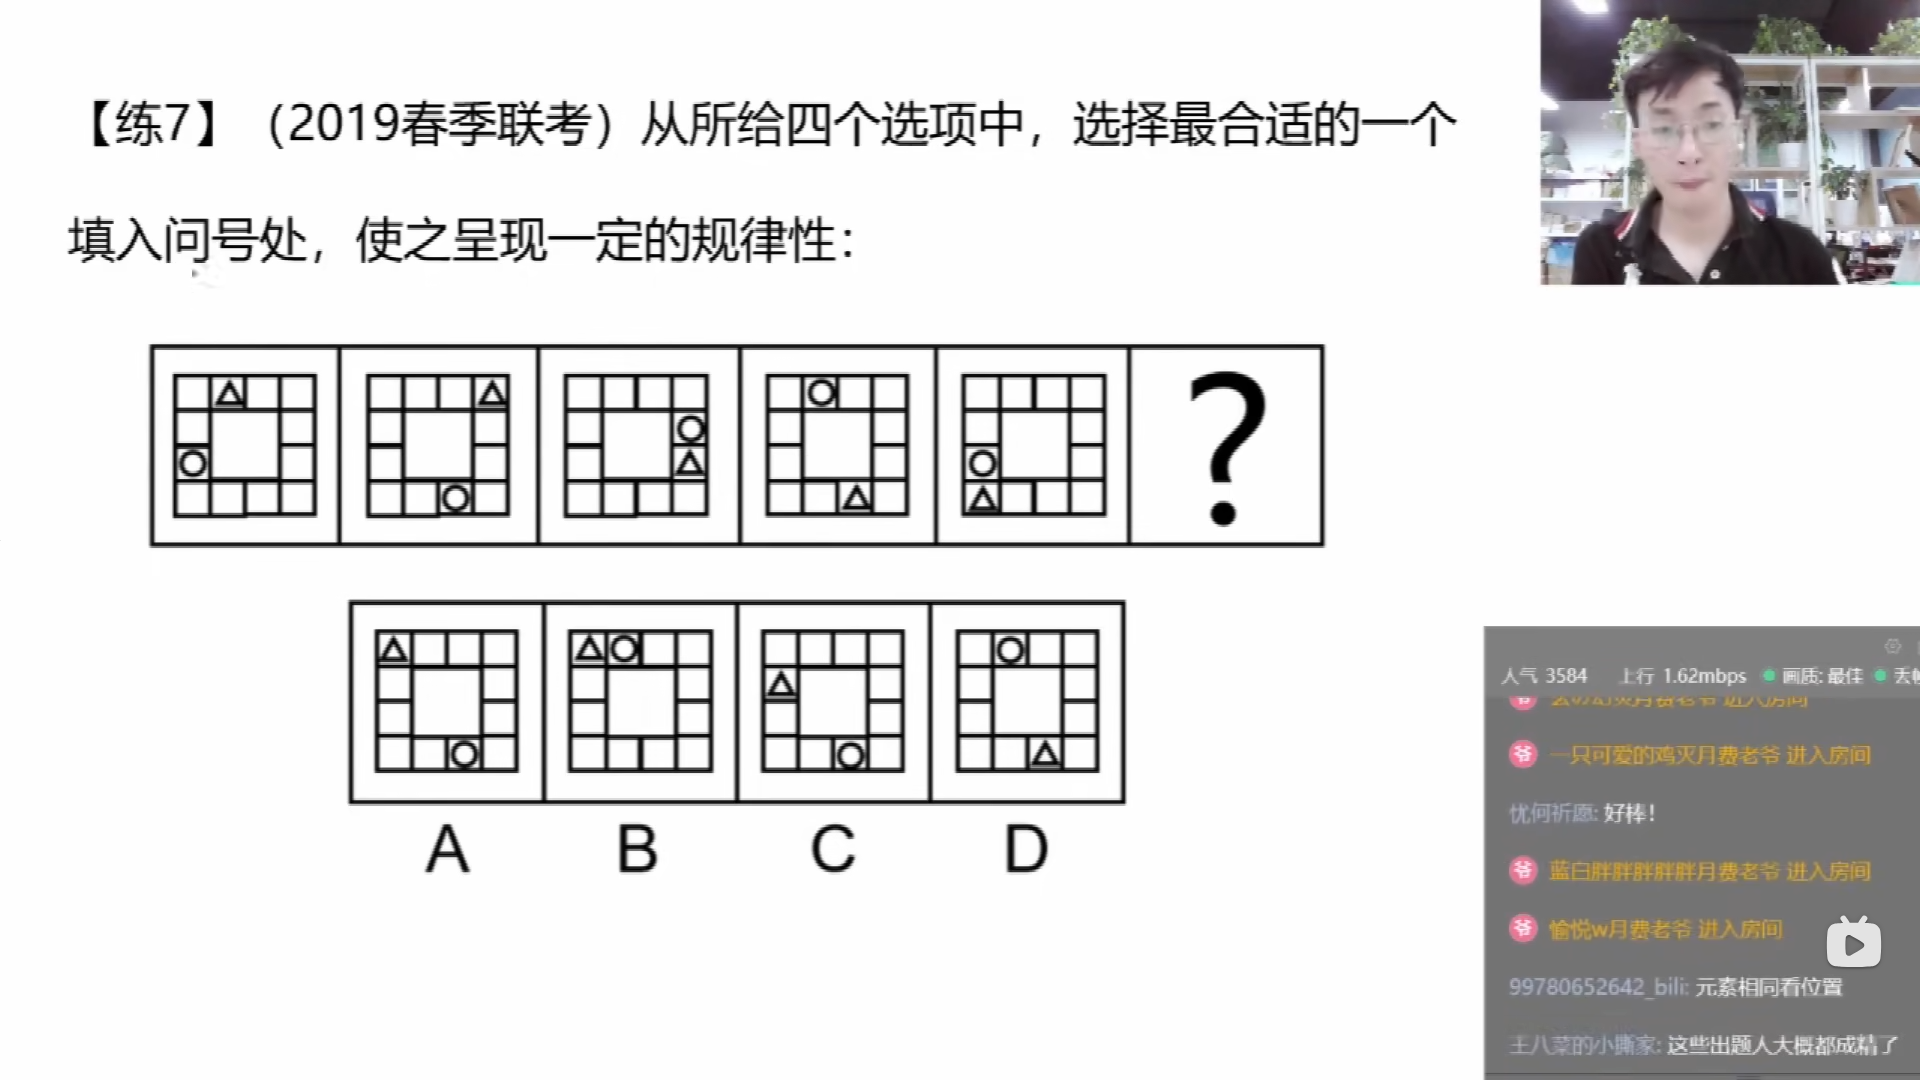 【练7】（2019春季联考）从所给四个选项中，选择最合适的一个
填入问号处，使之呈现一定的规律性：
?
A B C D
人气 3584 上行 1.62mbps 画质: 最佳
爷 一只可爱的鸡灭月费老爷 进入房间
忧何祈愿: 好棒！
爷 蓝白胖胖胖胖胖月费老爷 进入房间
爷 愉悦w月费老爷 进入房间
99780652642_bili: 元素相同看位置
王八菜的小撕家: 这些出题人大概都成精了